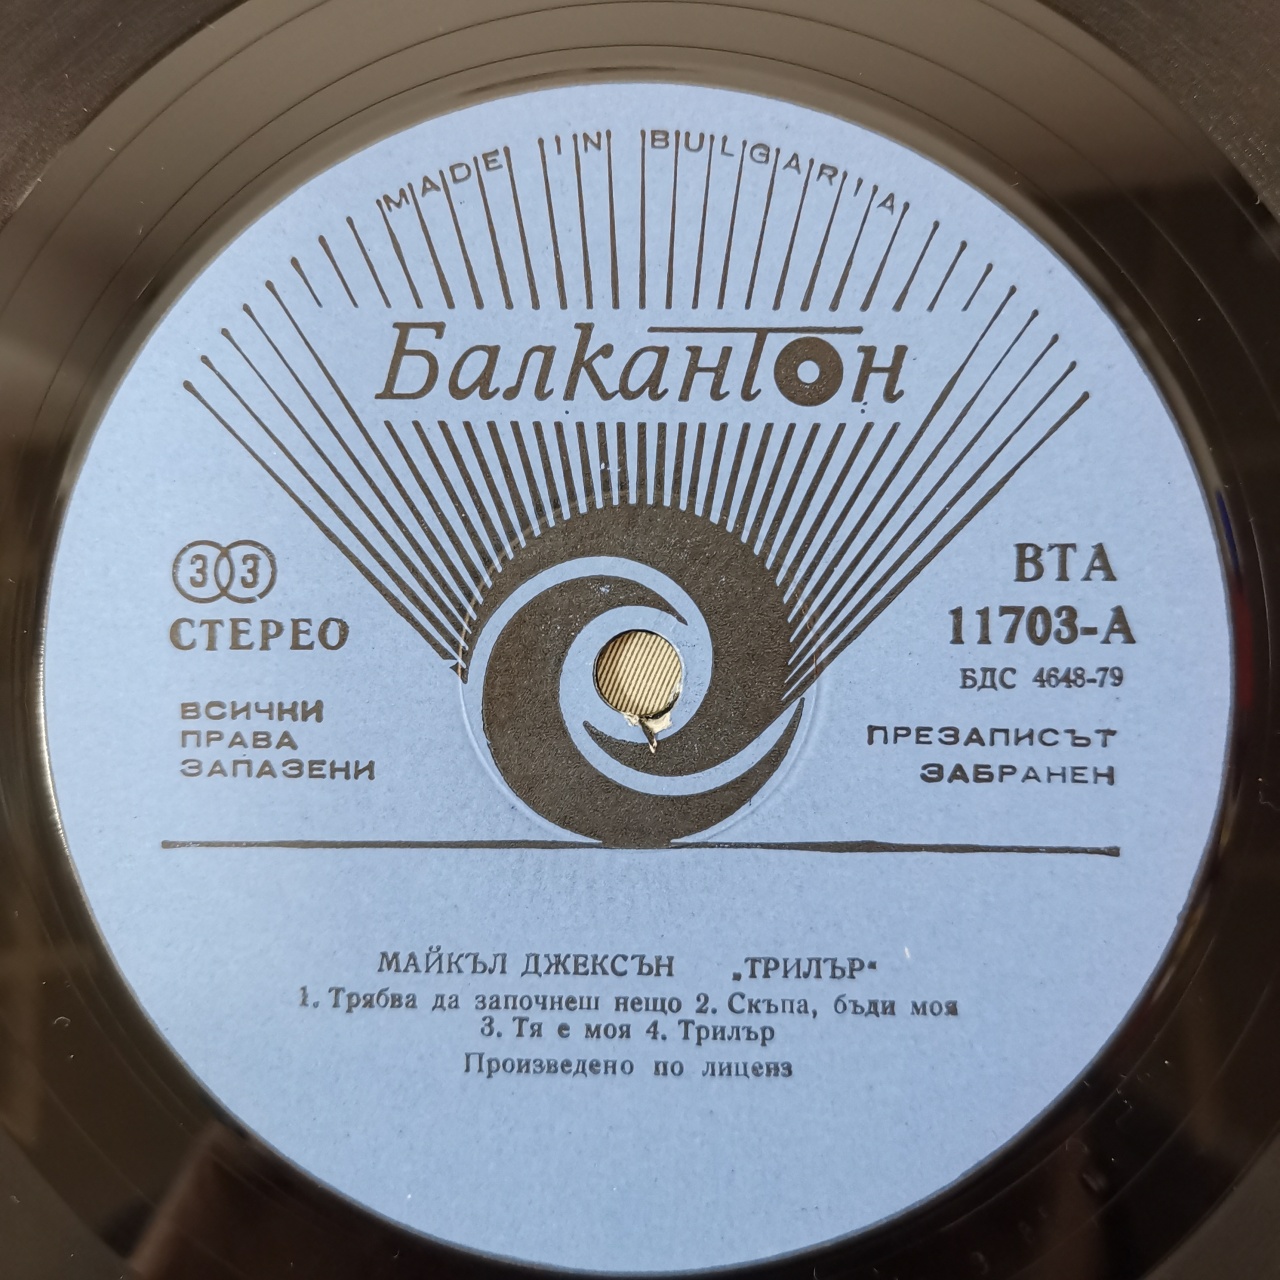 MADE IN BULGARIA
Балкантон
33
СТЕРЕО
ВСИЧКИ
ПРАВА
ЗАПАЗЕНИ
ВТА
11703-А
БДС 4648-79
ПРЕЗАПИСЪТ
ЗАБРАНЕН
МАЙКЪЛ ДЖЕКСЪН „ТРИЛЪР“
1. Трябва да започнеш нещо 2. Скъпа, бъди моя
3. Тя е моя 4. Трилър
Произведено по лиценз